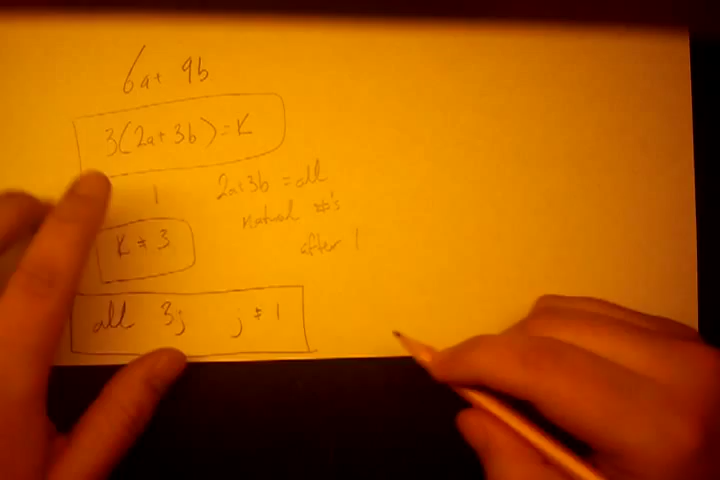 6a + 9b
3(2a + 3b) = K
1
2a+3b = all
natural #'s
after 1
K ≠ 3
all 3j j ≠ 1